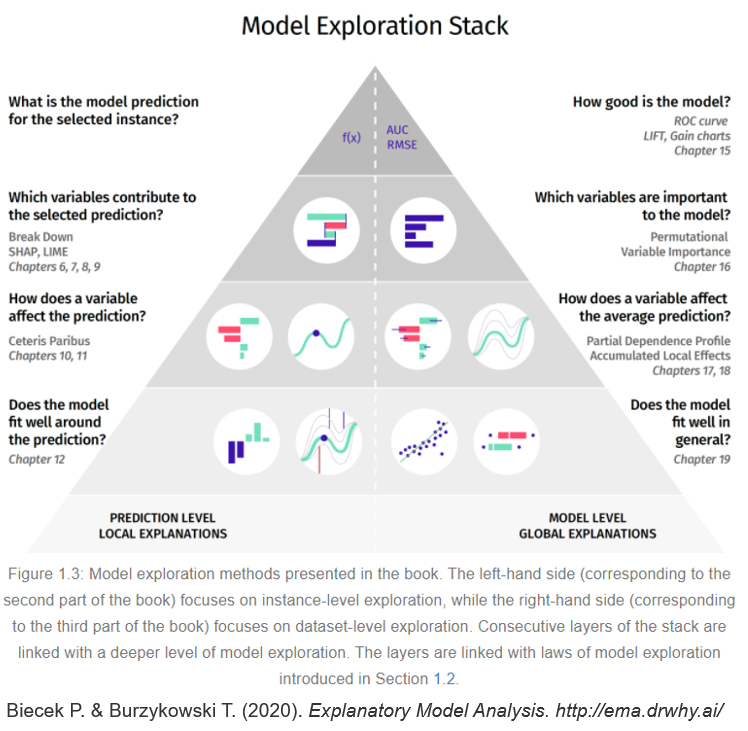 Model Exploration Stack
What is the model prediction
for the selected instance?
f(x)
AUC
RMSE
How good is the model?
ROC curve
LIFT, Gain charts
Chapter 15
Which variables contribute to
the selected prediction?
Break Down
SHAP, LIME
Chapters 6, 7, 8, 9
Which variables are important
to the model?
Permutational
Variable Importance
Chapter 16
How does a variable
affect the prediction?
Ceteris Paribus
Chapters 10, 11
How does a variable affect
the average prediction?
Partial Dependence Profile
Accumulated Local Effects
Chapters 17, 18
Does the model
fit well around
the prediction?
Chapter 12
Does the model
fit well in
general?
Chapter 19
PREDICTION LEVEL
LOCAL EXPLANATIONS
MODEL LEVEL
GLOBAL EXPLANATIONS
Figure 1.3: Model exploration methods presented in the book. The left-hand side (corresponding to the
second part of the book) focuses on instance-level exploration, while the right-hand side (corresponding
to the third part of the book) focuses on dataset-level exploration. Consecutive layers of the stack are
linked with a deeper level of model exploration. The layers are linked with laws of model exploration
introduced in Section 1.2.
Biecek P. & Burzykowski T. (2020). Explanatory Model Analysis. http://ema.drwhy.ai/